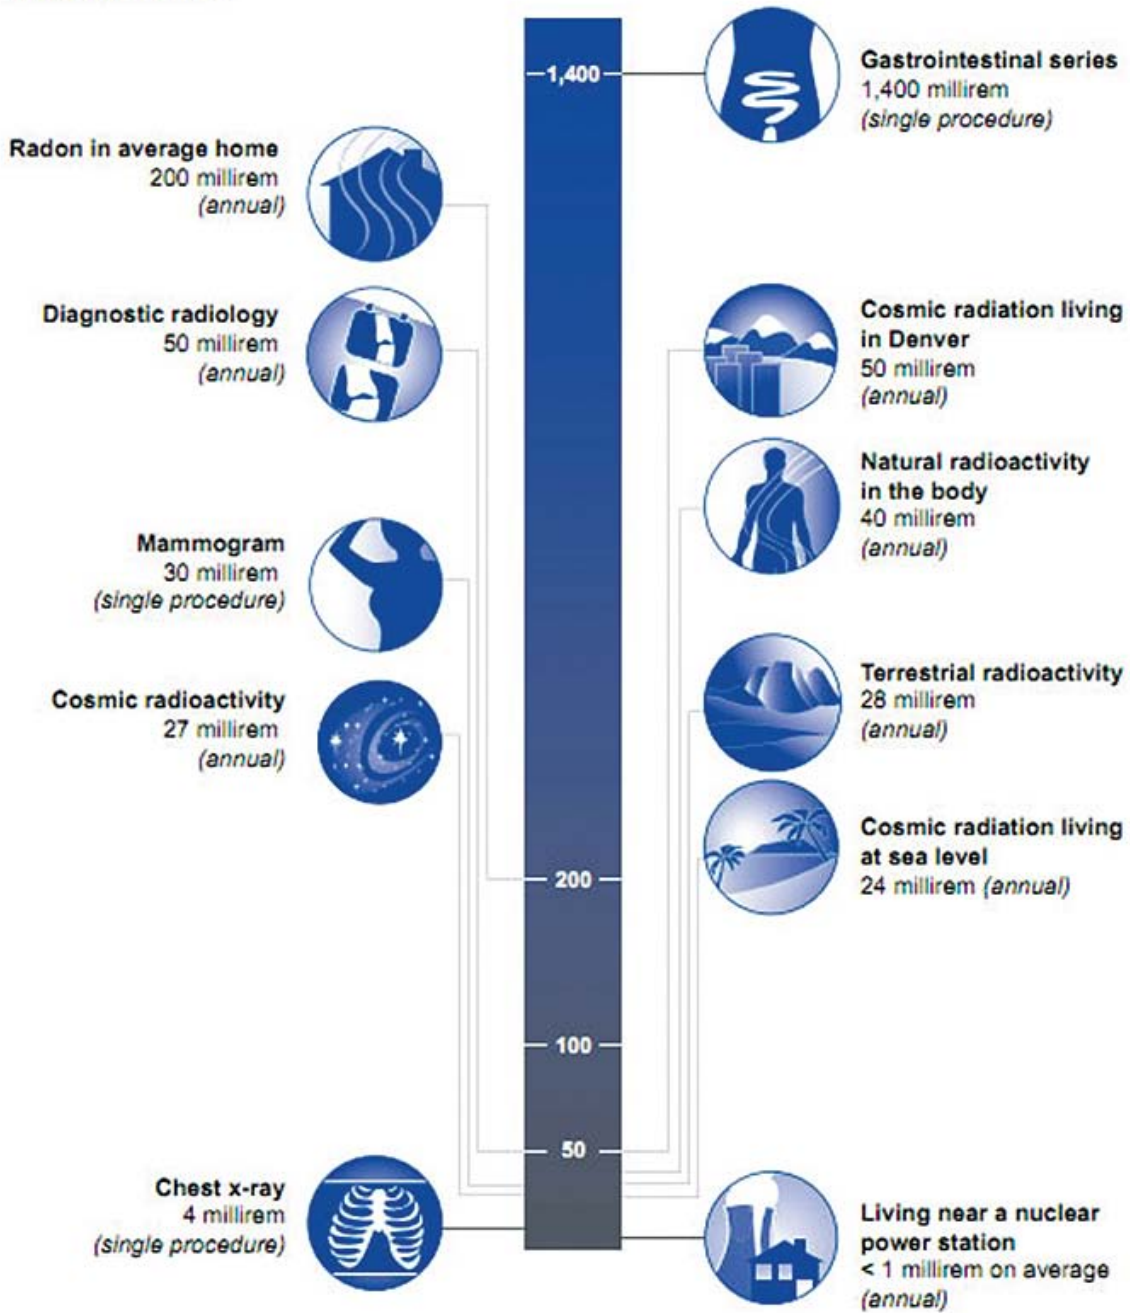 1,400
Gastrointestinal series
1,400 millirem
(single procedure)
Radon in average home
200 millirem
(annual)
Diagnostic radiology
50 millirem
(annual)
Cosmic radiation living
in Denver
50 millirem
(annual)
Natural radioactivity
in the body
40 millirem
(annual)
Mammogram
30 millirem
(single procedure)
Terrestrial radioactivity
28 millirem
(annual)
Cosmic radioactivity
27 millirem
(annual)
Cosmic radiation living
at sea level
24 millirem (annual)
200
100
50
Chest x-ray
4 millirem
(single procedure)
Living near a nuclear
power station
< 1 millirem on average
(annual)